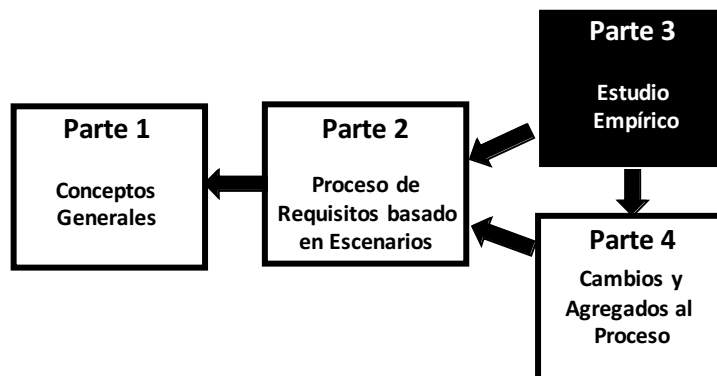 Parte 1
Conceptos
Generales
Parte 2
Proceso de
Requisitos basado
en Escenarios
Parte 3
Estudio
Empírico
Parte 4
Cambios y
Agregados al
Proceso